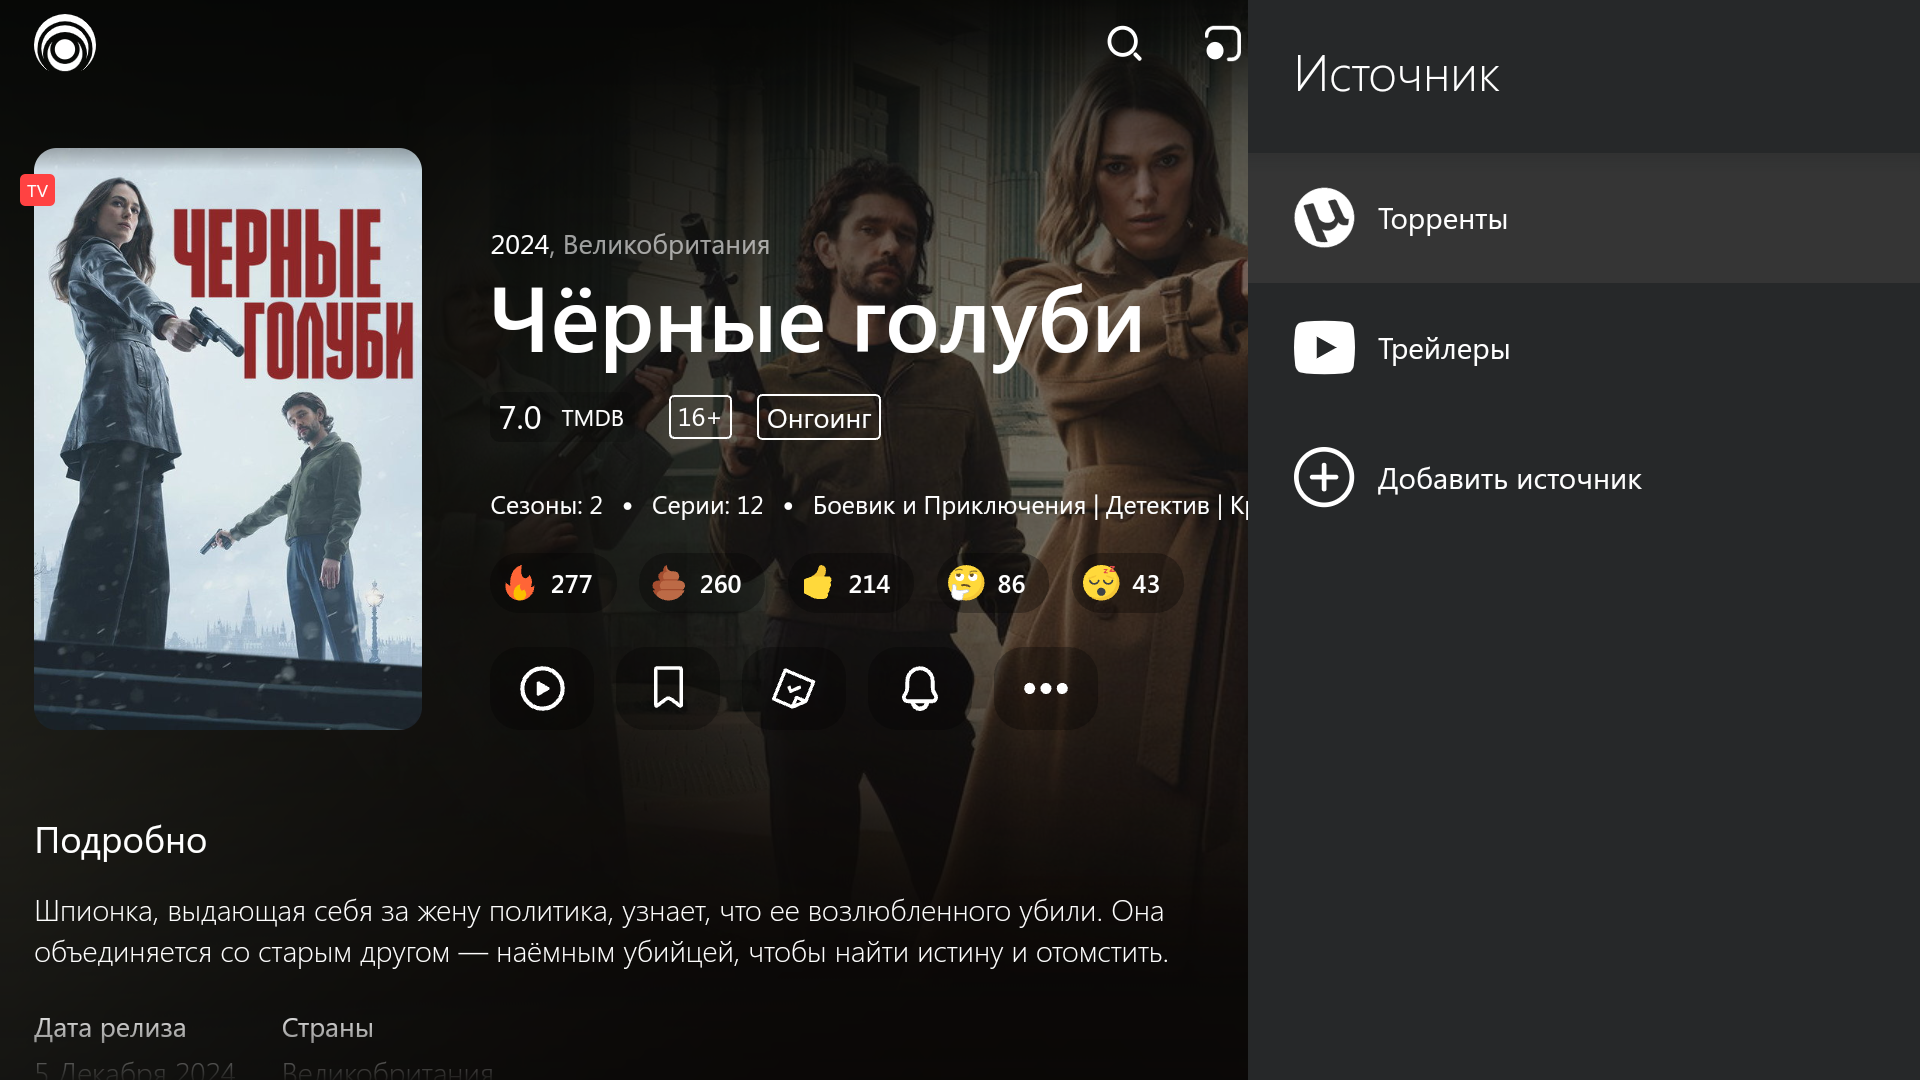 Источник
TV
ЧЕРНЫЕ
ГОЛУБИ
2024, Великобритания
Чёрные голуби
7.0 TMDB 16+ Онгоинг
Сезоны: 2 • Серии: 12 • Боевик и Приключения | Детектив |
277 260 214 86 43
Торренты
Трейлеры
Добавить источник
Подробно
Шпионка, выдающая себя за жену политика, узнает, что ее возлюбленного убили. Она
объединяется со старым другом — наёмным убийцей, чтобы найти истину и отомстить.
Дата релиза Страны
5 Декабря 2024 Великобритания